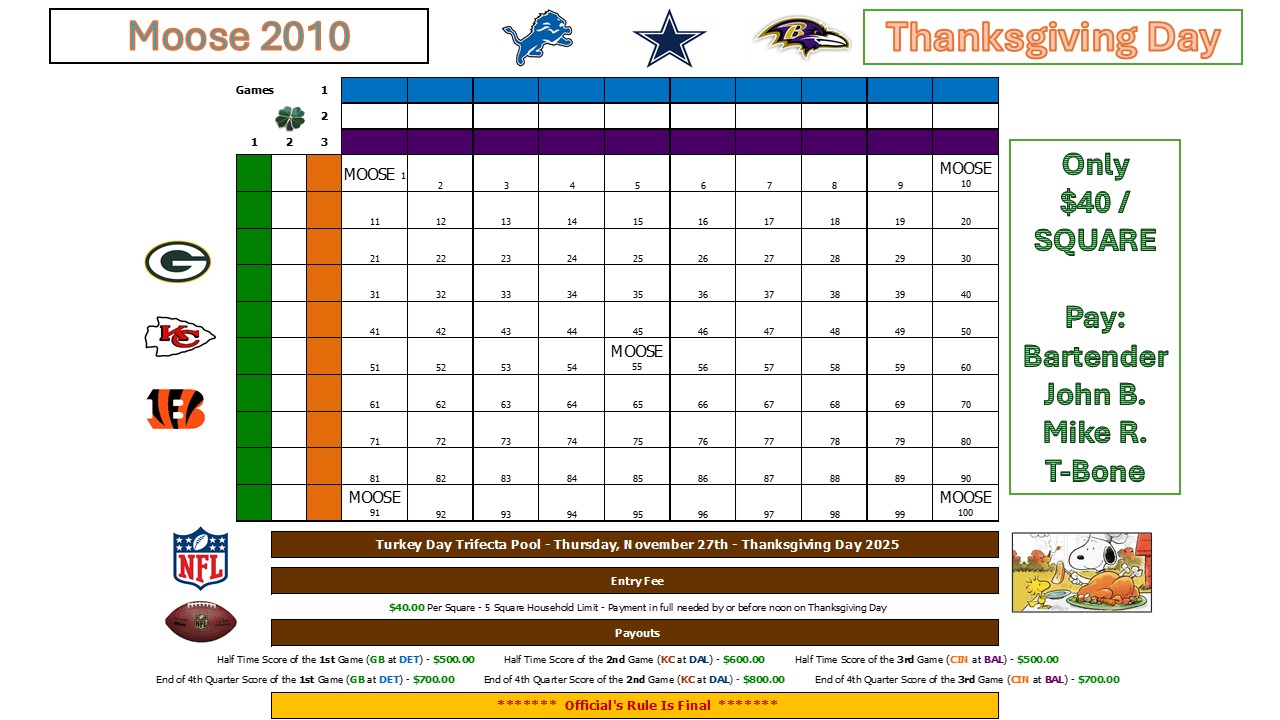 Moose 2010
Thanksgiving Day
Games 1
2
1 2 3
MOOSE 1 2 3 4 5 6 7 8 9 MOOSE 10
11 12 13 14 15 16 17 18 19 20
21 22 23 24 25 26 27 28 29 30
31 32 33 34 35 36 37 38 39 40
41 42 43 44 45 46 47 48 49 50
51 52 53 54 MOOSE 55 56 57 58 59 60
61 62 63 64 65 66 67 68 69 70
71 72 73 74 75 76 77 78 79 80
81 82 83 84 85 86 87 88 89 90
MOOSE 91 92 93 94 95 96 97 98 99 MOOSE 100
Only
$40 /
SQUARE
Pay:
Bartender
John B.
Mike R.
T-Bone
G
KC
B
NFL
NFL
Turkey Day Trifecta Pool - Thursday, November 27th - Thanksgiving Day 2025
Entry Fee
$40.00 Per Square - 5 Square Household Limit - Payment in full needed by or before noon on Thanksgiving Day
Payouts
Half Time Score of the 1st Game (GB at DET) - $500.00 Half Time Score of the 2nd Game (KC at DAL) - $600.00 Half Time Score of the 3rd Game (CIN at BAL) - $500.00
End of 4th Quarter Score of the 1st Game (GB at DET) - $700.00 End of 4th Quarter Score of the 2nd Game (KC at DAL) - $800.00 End of 4th Quarter Score of the 3rd Game (CIN at BAL) - $700.00
******* Official's Rule Is Final *******